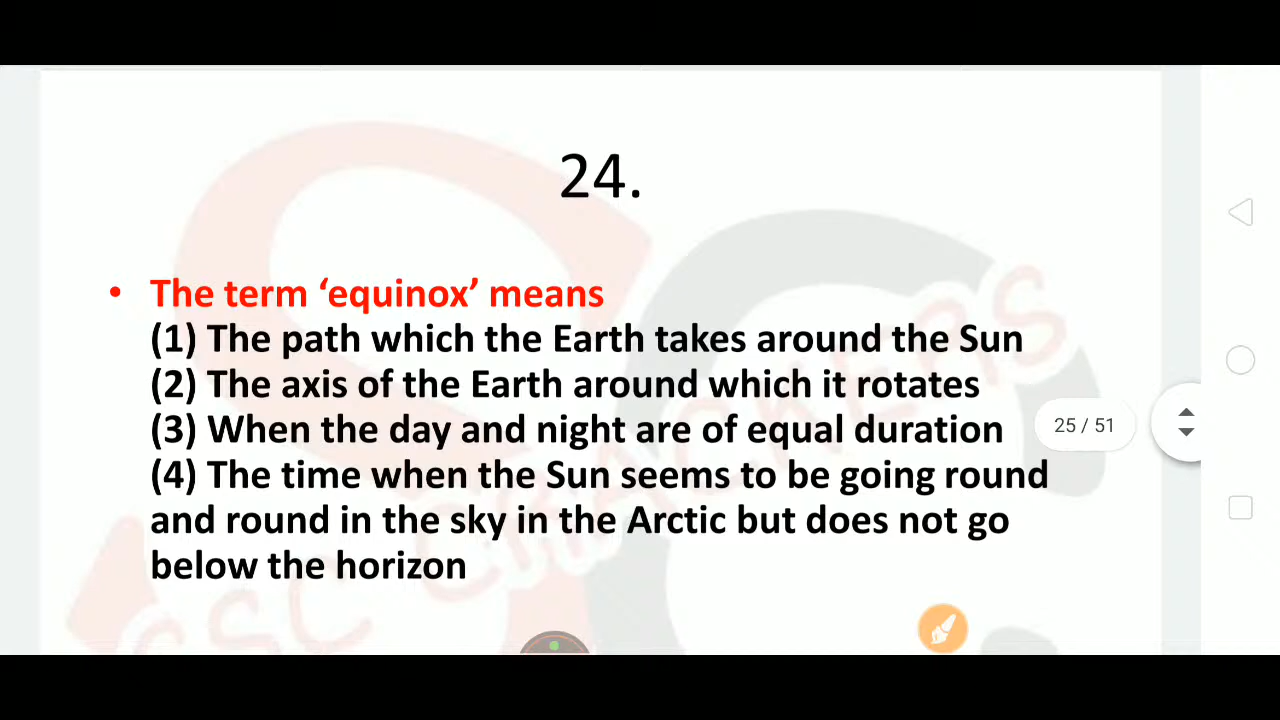 24.
• The term ‘equinox’ means
(1) The path which the Earth takes around the Sun
(2) The axis of the Earth around which it rotates
(3) When the day and night are of equal duration
25 / 51
(4) The time when the Sun seems to be going round
and round in the sky in the Arctic but does not go
below the horizon
SSC CRACKERS